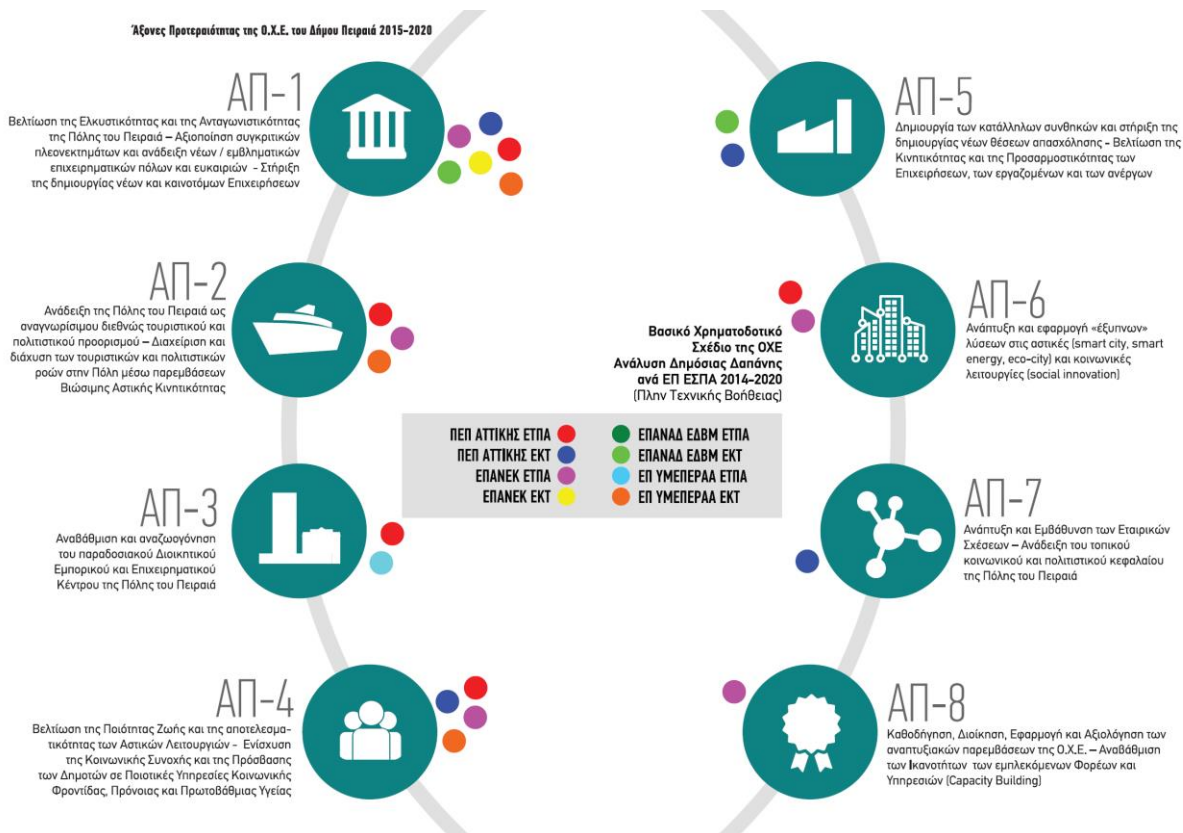 Άξονες Προτεραιότητας της Ο.Χ.Ε. του Δήμου Πειραιά 2015-2020
ΑΠ-1
Βελτίωση της Ελκυστικότητας και της Ανταγωνιστικότητας
της Πόλης του Πειραιά – Αξιοποίηση συγκριτικών
πλεονεκτημάτων και ανάδειξη νέων / εμβληματικών
επιχειρηματικών πόλων και ευκαιριών - Στήριξη
της δημιουργίας νέων και καινοτόμων Επιχειρήσεων
ΑΠ-2
Ανάδειξη της Πόλης του Πειραιά ως
αναγνωρίσιμου διεθνώς τουριστικού και
πολιτιστικού προορισμού – Διαχείριση και
διάχυση των τουριστικών και πολιτιστικών
ροών στην Πόλη μέσω παρεμβάσεων
Βιώσιμης Αστικής Κινητικότητας
ΑΠ-3
Αναβάθμιση και αναζωογόνηση
του παραδοσιακού Διοικητικού
Εμπορικού και Επιχειρηματικού
Κέντρου της Πόλης του Πειραιά
ΑΠ-4
Βελτίωση της Ποιότητας Ζωής και της αποτελεσμα-
τικότητας των Αστικών Λειτουργιών - Ενίσχυση
της Κοινωνικής Συνοχής και της Πρόσβασης
των Δημοτών σε Ποιοτικές Υπηρεσίες Κοινωνικής
Φροντίδας, Πρόνοιας και Πρωτοβάθμιας Υγείας
Βασικό Χρηματοδοτικό
Σχέδιο της ΟΧΕ
Ανάλυση Δημόσιας Δαπάνης
ανά ΕΠ ΕΣΠΑ 2014-2020
(Πλην Τεχνικής Βοήθειας)
ΠΕΠ ΑΤΤΙΚΗΣ ΕΤΠΑ
ΠΕΠ ΑΤΤΙΚΗΣ ΕΚΤ
ΕΠΑΝΕΚ ΕΤΠΑ
ΕΠΑΝΕΚ ΕΚΤ
ΕΠΑΝΑΔ ΕΔΒΜ ΕΤΠΑ
ΕΠΑΝΑΔ ΕΔΒΜ ΕΚΤ
ΕΠ ΥΜΕΠΕΡΑΑ ΕΤΠΑ
ΕΠ ΥΜΕΠΕΡΑΑ ΕΚΤ
ΑΠ-5
Δημιουργία των κατάλληλων συνθηκών και στήριξη της
δημιουργίας νέων θέσεων απασχόλησης - Βελτίωση της
Κινητικότητας και της Προσαρμοστικότητας των
Επιχειρήσεων, των εργαζομένων και των ανέργων
ΑΠ-6
Ανάπτυξη και εφαρμογή «έξυπνων»
λύσεων στις αστικές (smart city, smart
energy, eco-city) και κοινωνικές
λειτουργίες (social innovation)
ΑΠ-7
Ανάπτυξη και Εμβάθυνση των Εταιρικών
Σχέσεων – Ανάδειξη του τοπικού
κοινωνικού και πολιτιστικού κεφαλαίου
της Πόλης του Πειραιά
ΑΠ-8
Καθοδήγηση, Διοίκηση, Εφαρμογή και Αξιολόγηση των
αναπτυξιακών παρεμβάσεων της Ο.Χ.Ε. – Αναβάθμιση
των Ικανοτήτων των εμπλεκόμενων Φορέων και
Υπηρεσιών (Capacity Building)